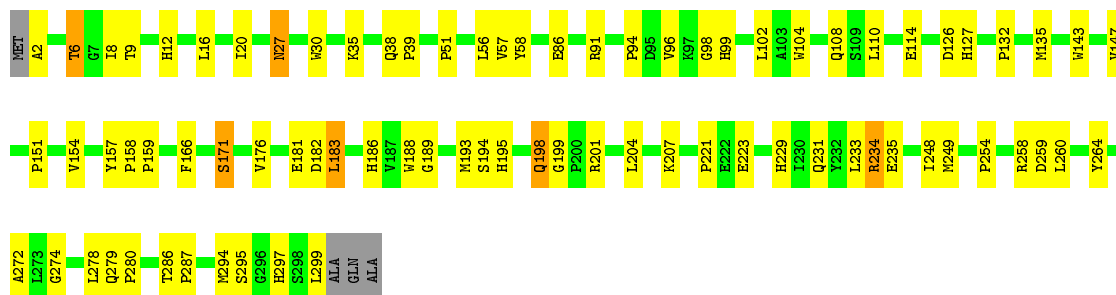 MET A2 T6 G7 I8 T9 H12 L16 I20 N27 W30 K35 Q38 P39 P51 L56 V57 Y58 E86 R91 P94 D95 V96 K97 G98 H99 L102 A103 W104 Q108 S109 L110 E114 D126 H127 P132 M135 W143
P151 V154 Y157 P158 P159 F166 S171 V176 E181 D182 L183 H186 V187 W188 G189 M193 S194 H195 Q198 G199 P200 R201 L204 K207 P221 E222 E223 H229 I230 Q231 Y232 L233 R234 E235 I248 M249 P254 R258 D259 L260 Y264
A272 L273 G274 L278 Q279 P280 T286 P287 M294 S295 G296 H297 S298 L299 ALA GLN ALA